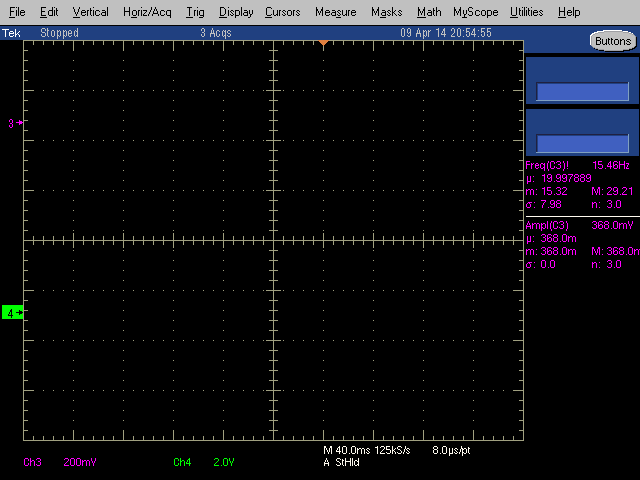 File Edit Vertical Horiz/Acq Trig Display Cursors Measure Masks Math MyScope Utilities Help
Tek Stopped 3 Acqs 09 Apr 14 20:54:55
Buttons
3
Freq(C3)! 15.46Hz
µ: 19.997889
m: 15.32 M: 29.21
σ: 7.98 n: 3.0
Ampl(C3) 368.0mV
µ: 368.0m
m: 368.0m M: 368.0m
σ: 0.0 n: 3.0
4
M 40.0ms 125kS/s 8.0µs/pt
Ch3 200mV Ch4 2.0V A StHld